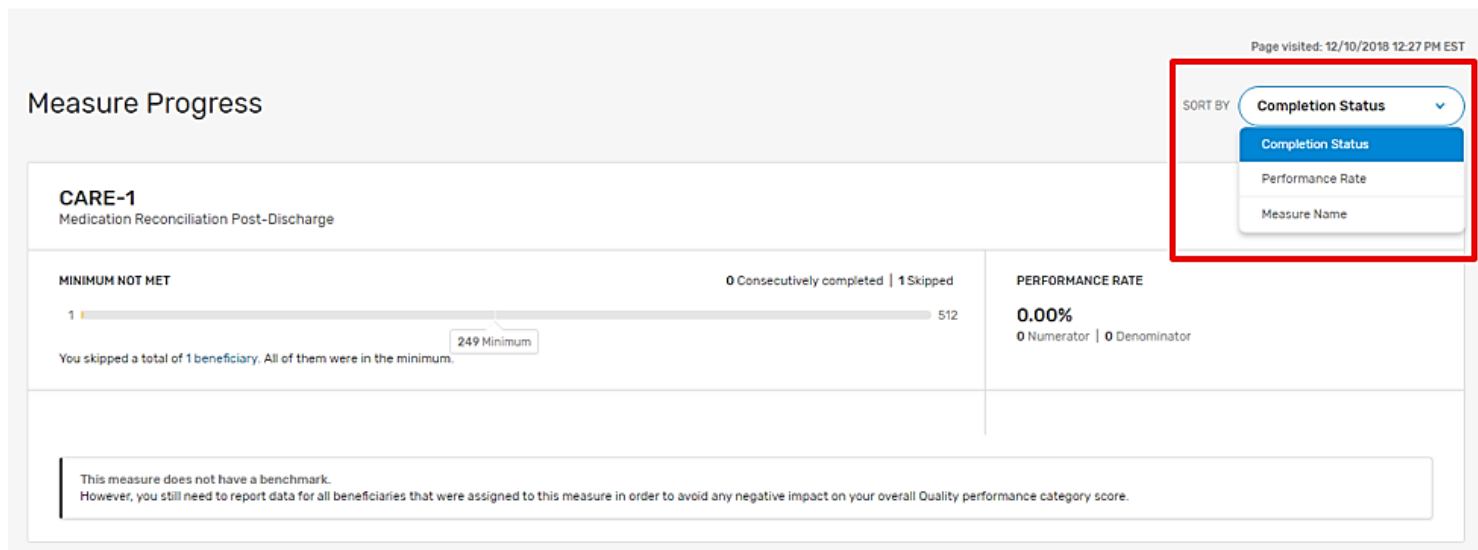 Page visited: 12/10/2018 12:27 PM EST
Measure Progress
SORT BY Completion Status
Completion Status
Performance Rate
Measure Name
CARE-1
Medication Reconciliation Post-Discharge
MINIMUM NOT MET 0 Consecutively completed | 1 Skipped
1 512
249 Minimum
You skipped a total of 1 beneficiary. All of them were in the minimum.
PERFORMANCE RATE
0.00%
0 Numerator | 0 Denominator
This measure does not have a benchmark.
However, you still need to report data for all beneficiaries that were assigned to this measure in order to avoid any negative impact on your overall Quality performance category score.